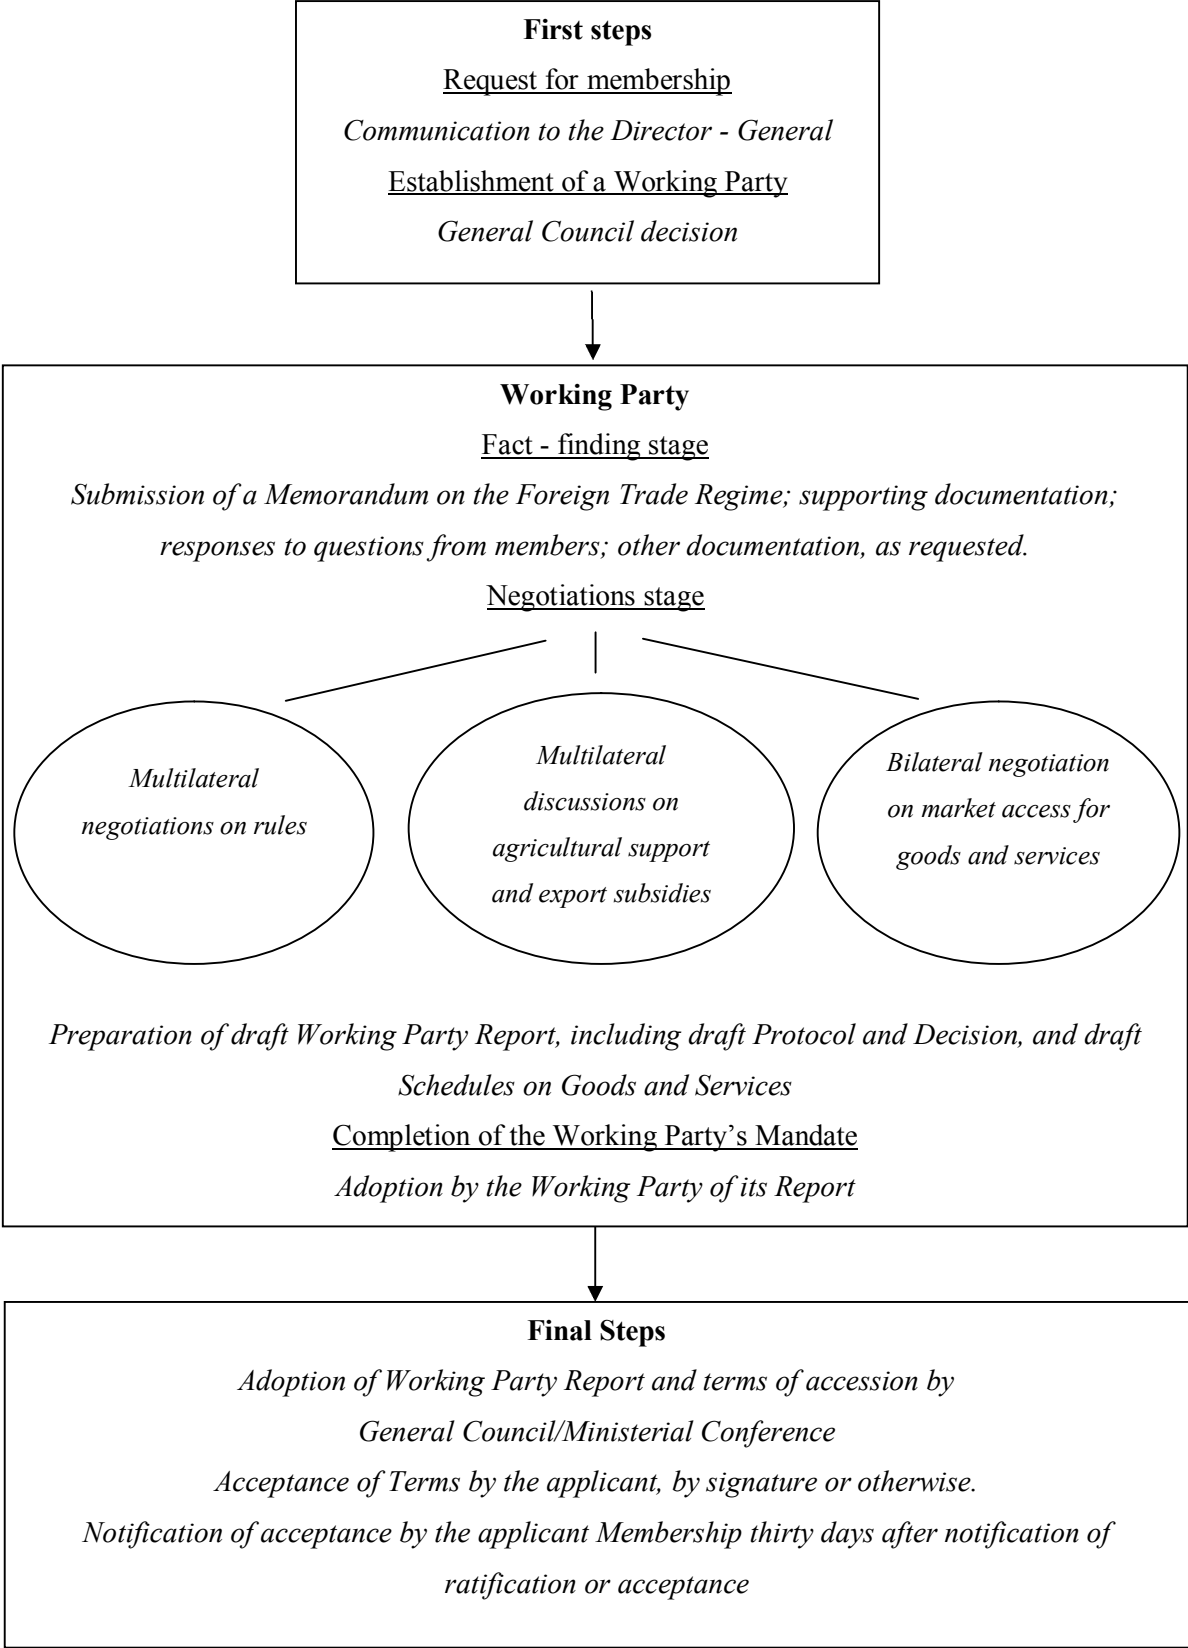 First steps
Request for membership
Communication to the Director - General
Establishment of a Working Party
General Council decision
Working Party
Fact - finding stage
Submission of a Memorandum on the Foreign Trade Regime; supporting documentation;
responses to questions from members; other documentation, as requested.
Negotiations stage
Multilateral
negotiations on rules
Multilateral
discussions on
agricultural support
and export subsidies
Bilateral negotiation
on market access for
goods and services
Preparation of draft Working Party Report, including draft Protocol and Decision, and draft
Schedules on Goods and Services
Completion of the Working Party’s Mandate
Adoption by the Working Party of its Report
Final Steps
Adoption of Working Party Report and terms of accession by
General Council/Ministerial Conference
Acceptance of Terms by the applicant, by signature or otherwise.
Notification of acceptance by the applicant Membership thirty days after notification of
ratification or acceptance